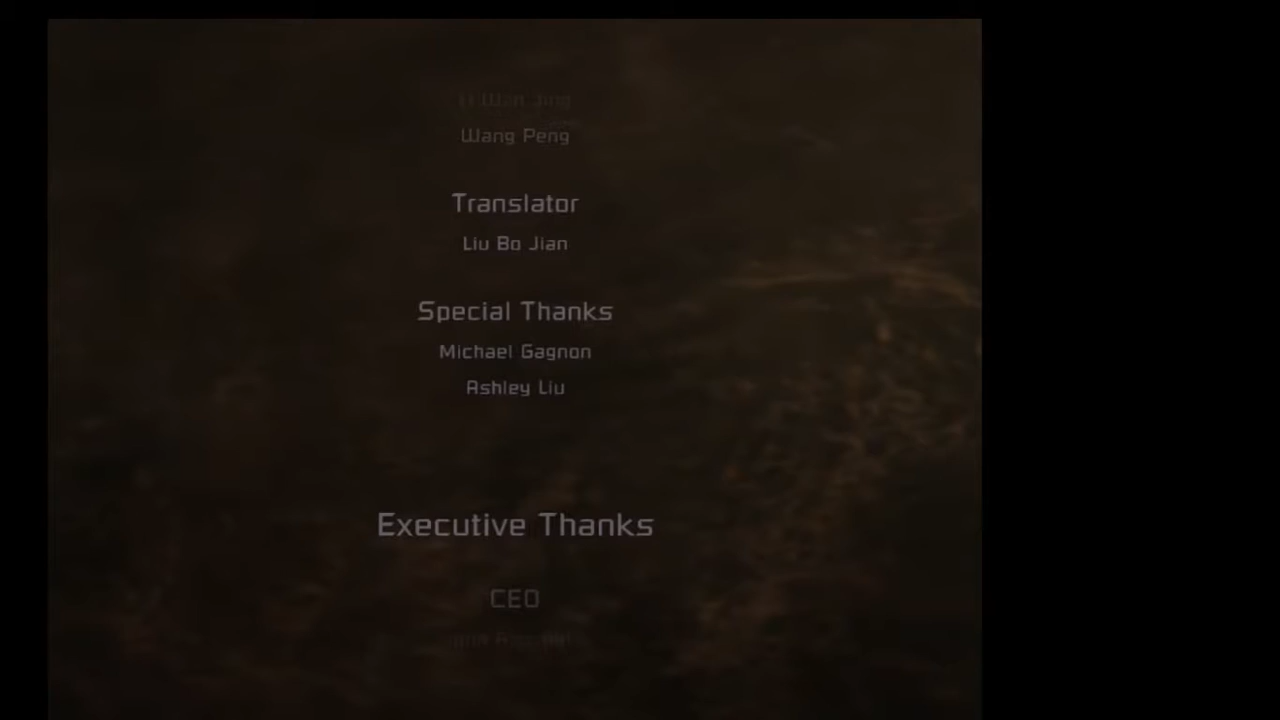 Wang Peng
Translator
Liu Bo Jian
Special Thanks
Michael Gagnon
Ashley Liu
Executive Thanks
CEO